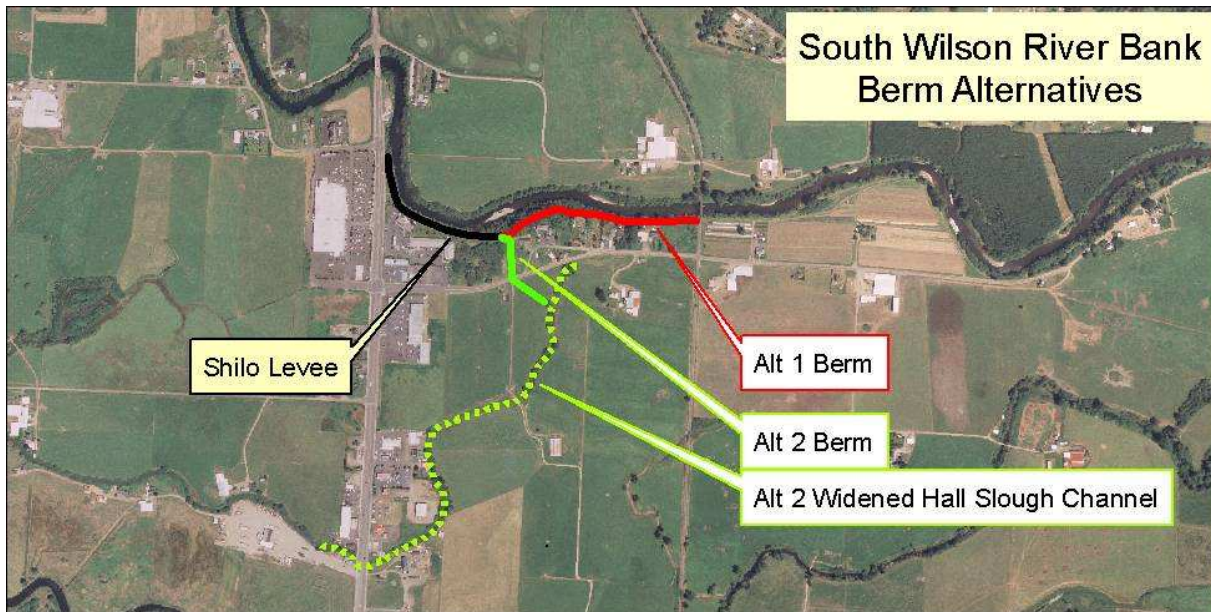 South Wilson River Bank
Berm Alternatives
Shilo Levee
Alt 1 Berm
Alt 2 Berm
Alt 2 Widened Hall Slough Channel